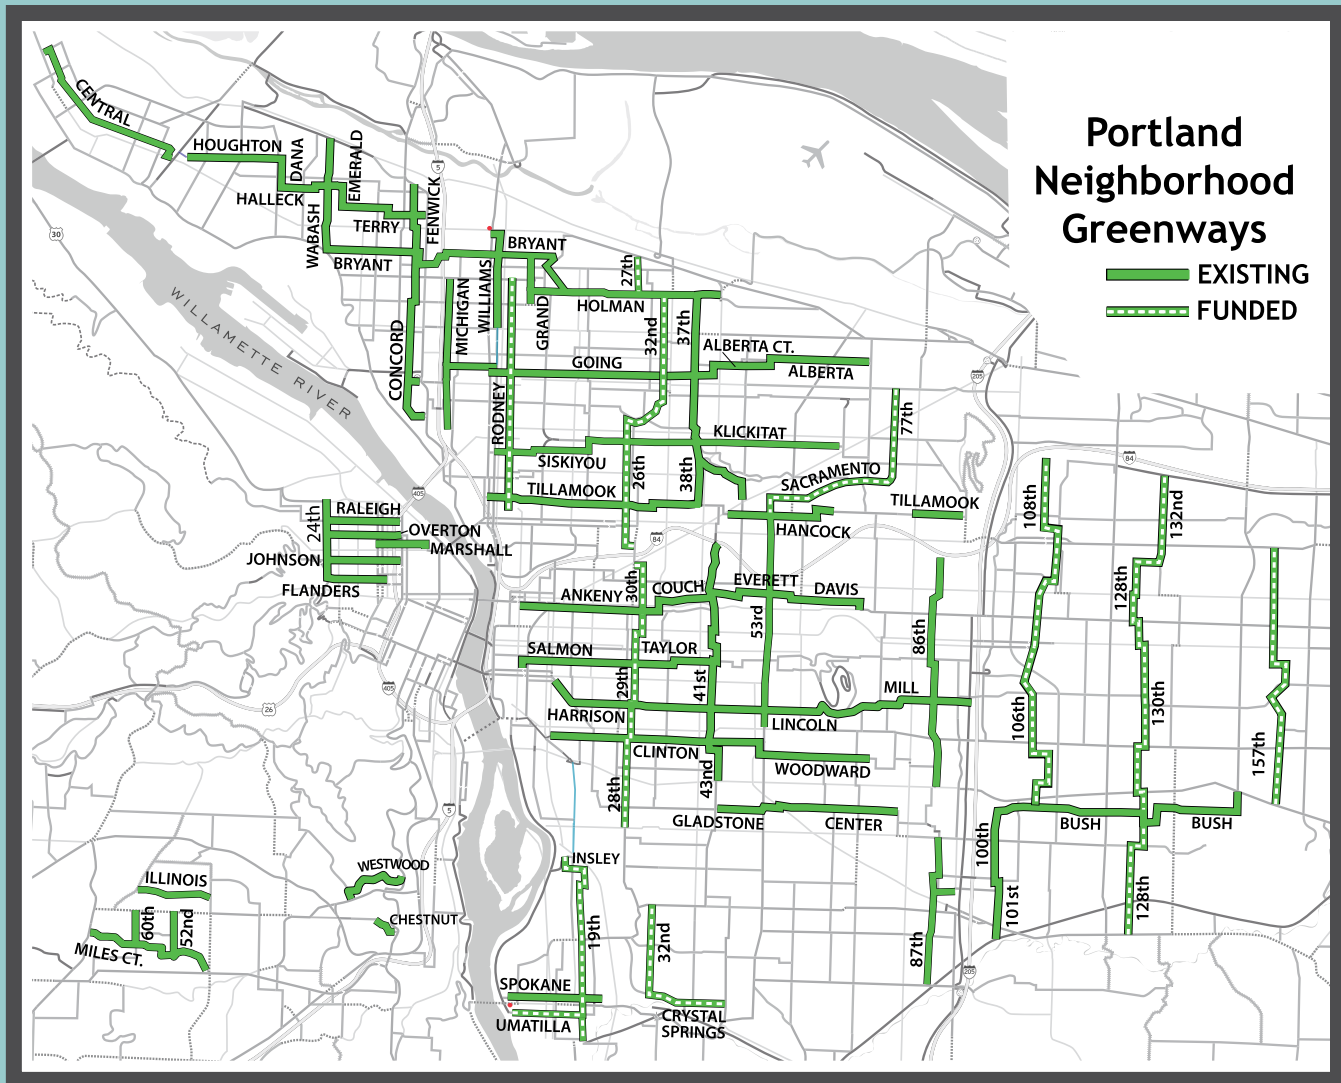 Portland
Neighborhood
Greenways
EXISTING
FUNDED
CENTRAL
HOUGHTON
DANA
EMERALD
HALLECK
WABASH
TERRY
FENWICK
BRYANT
BRYANT
5
30
WILLAMETTE RIVER
CONCORD
MICHIGAN
WILLIAMS
GRAND
27th
HOLMAN
32nd
37th
ALBERTA CT.
ALBERTA
GOING
205
RODNEY
KLICKITAT
77th
SISKIYOU
26th
38th
SACRAMENTO
84
TILLAMOOK
TILLAMOOK
HANCOCK
108th
132nd
405
24th
RALEIGH
OVERTON
MARSHALL
JOHNSON
FLANDERS
84
30th
ANKENY
COUCH
EVERETT
DAVIS
53rd
86th
128th
SALMON
TAYLOR
29th
41st
MILL
HARRISON
LINCOLN
106th
130th
157th
405
26
CLINTON
WOODWARD
43nd
28th
GLADSTONE
CENTER
BUSH
BUSH
5
100th
101st
128th
WESTWOOD
INSLEY
ILLINOIS
60th
52nd
CHESTNUT
MILES CT.
19th
32nd
87th
205
SPOKANE
UMATILLA
CRYSTAL
SPRINGS